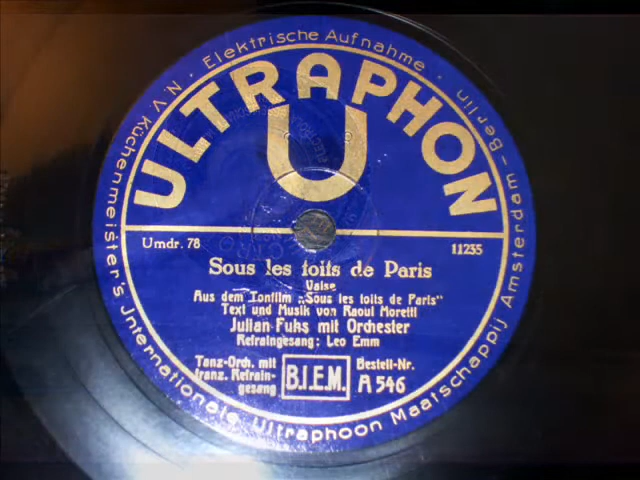 Elektrische Aufnahme
N.V. Küchenmeister's Jnternationale Ultraphoon Maatschappij Amsterdam-Berlin
ULTRAPHON
U
Umdr. 78
11235
Sous les toits de Paris
Valse
Aus dem Tonfilm „Sous les toits de Paris"
Text und Musik von Raoul Moretti
Julian Fuhs mit Orchester
Refraingesang: Leo Emm
Tanz-Orch. mit
franz. Refrain-
gesang
B.I.E.M.
Bestell-Nr.
A 546